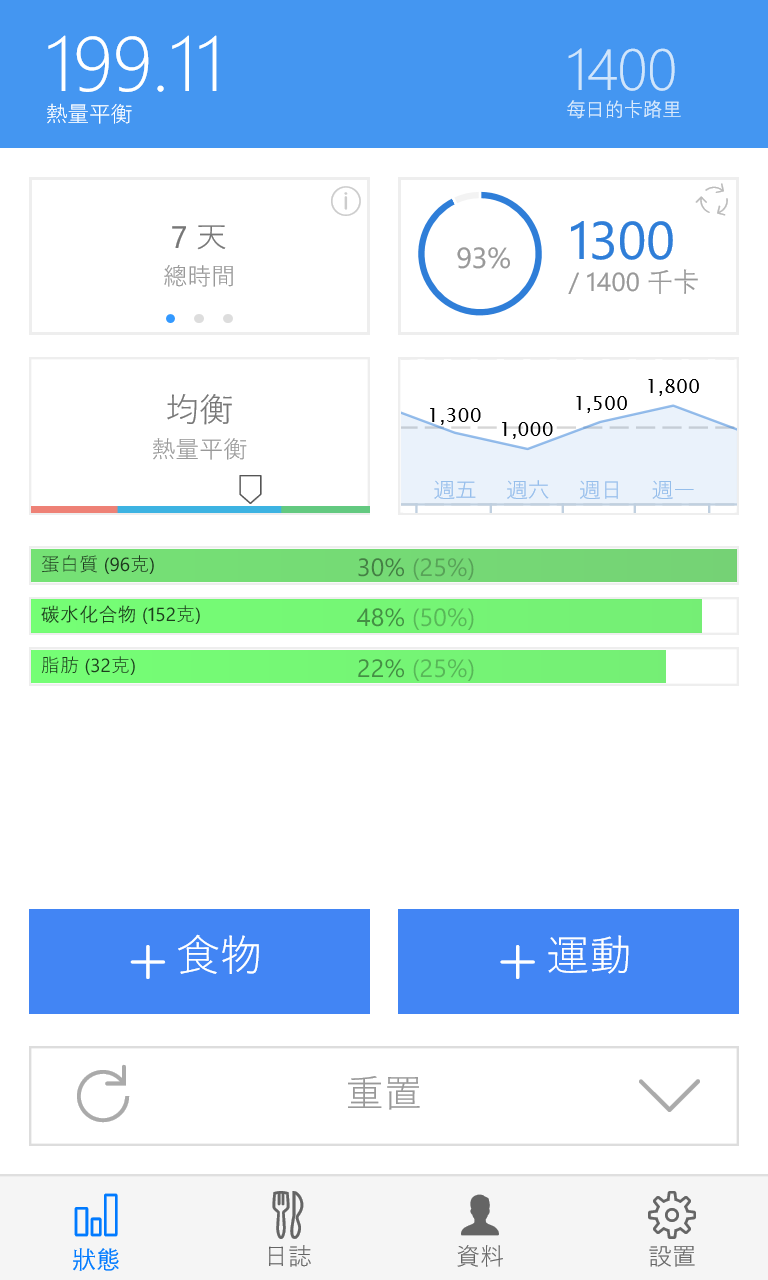 199.11
熱量平衡
1400
每日的卡路里
7 天
總時間
93%
1300
/ 1400 千卡
均衡
熱量平衡
1,300
1,000
1,500
1,800
週五
週六
週日
週一
蛋白質 (96克)
30% (25%)
碳水化合物 (152克)
48% (50%)
脂肪 (32克)
22% (25%)
+ 食物
+ 運動
重置
狀態
日誌
資料
設置